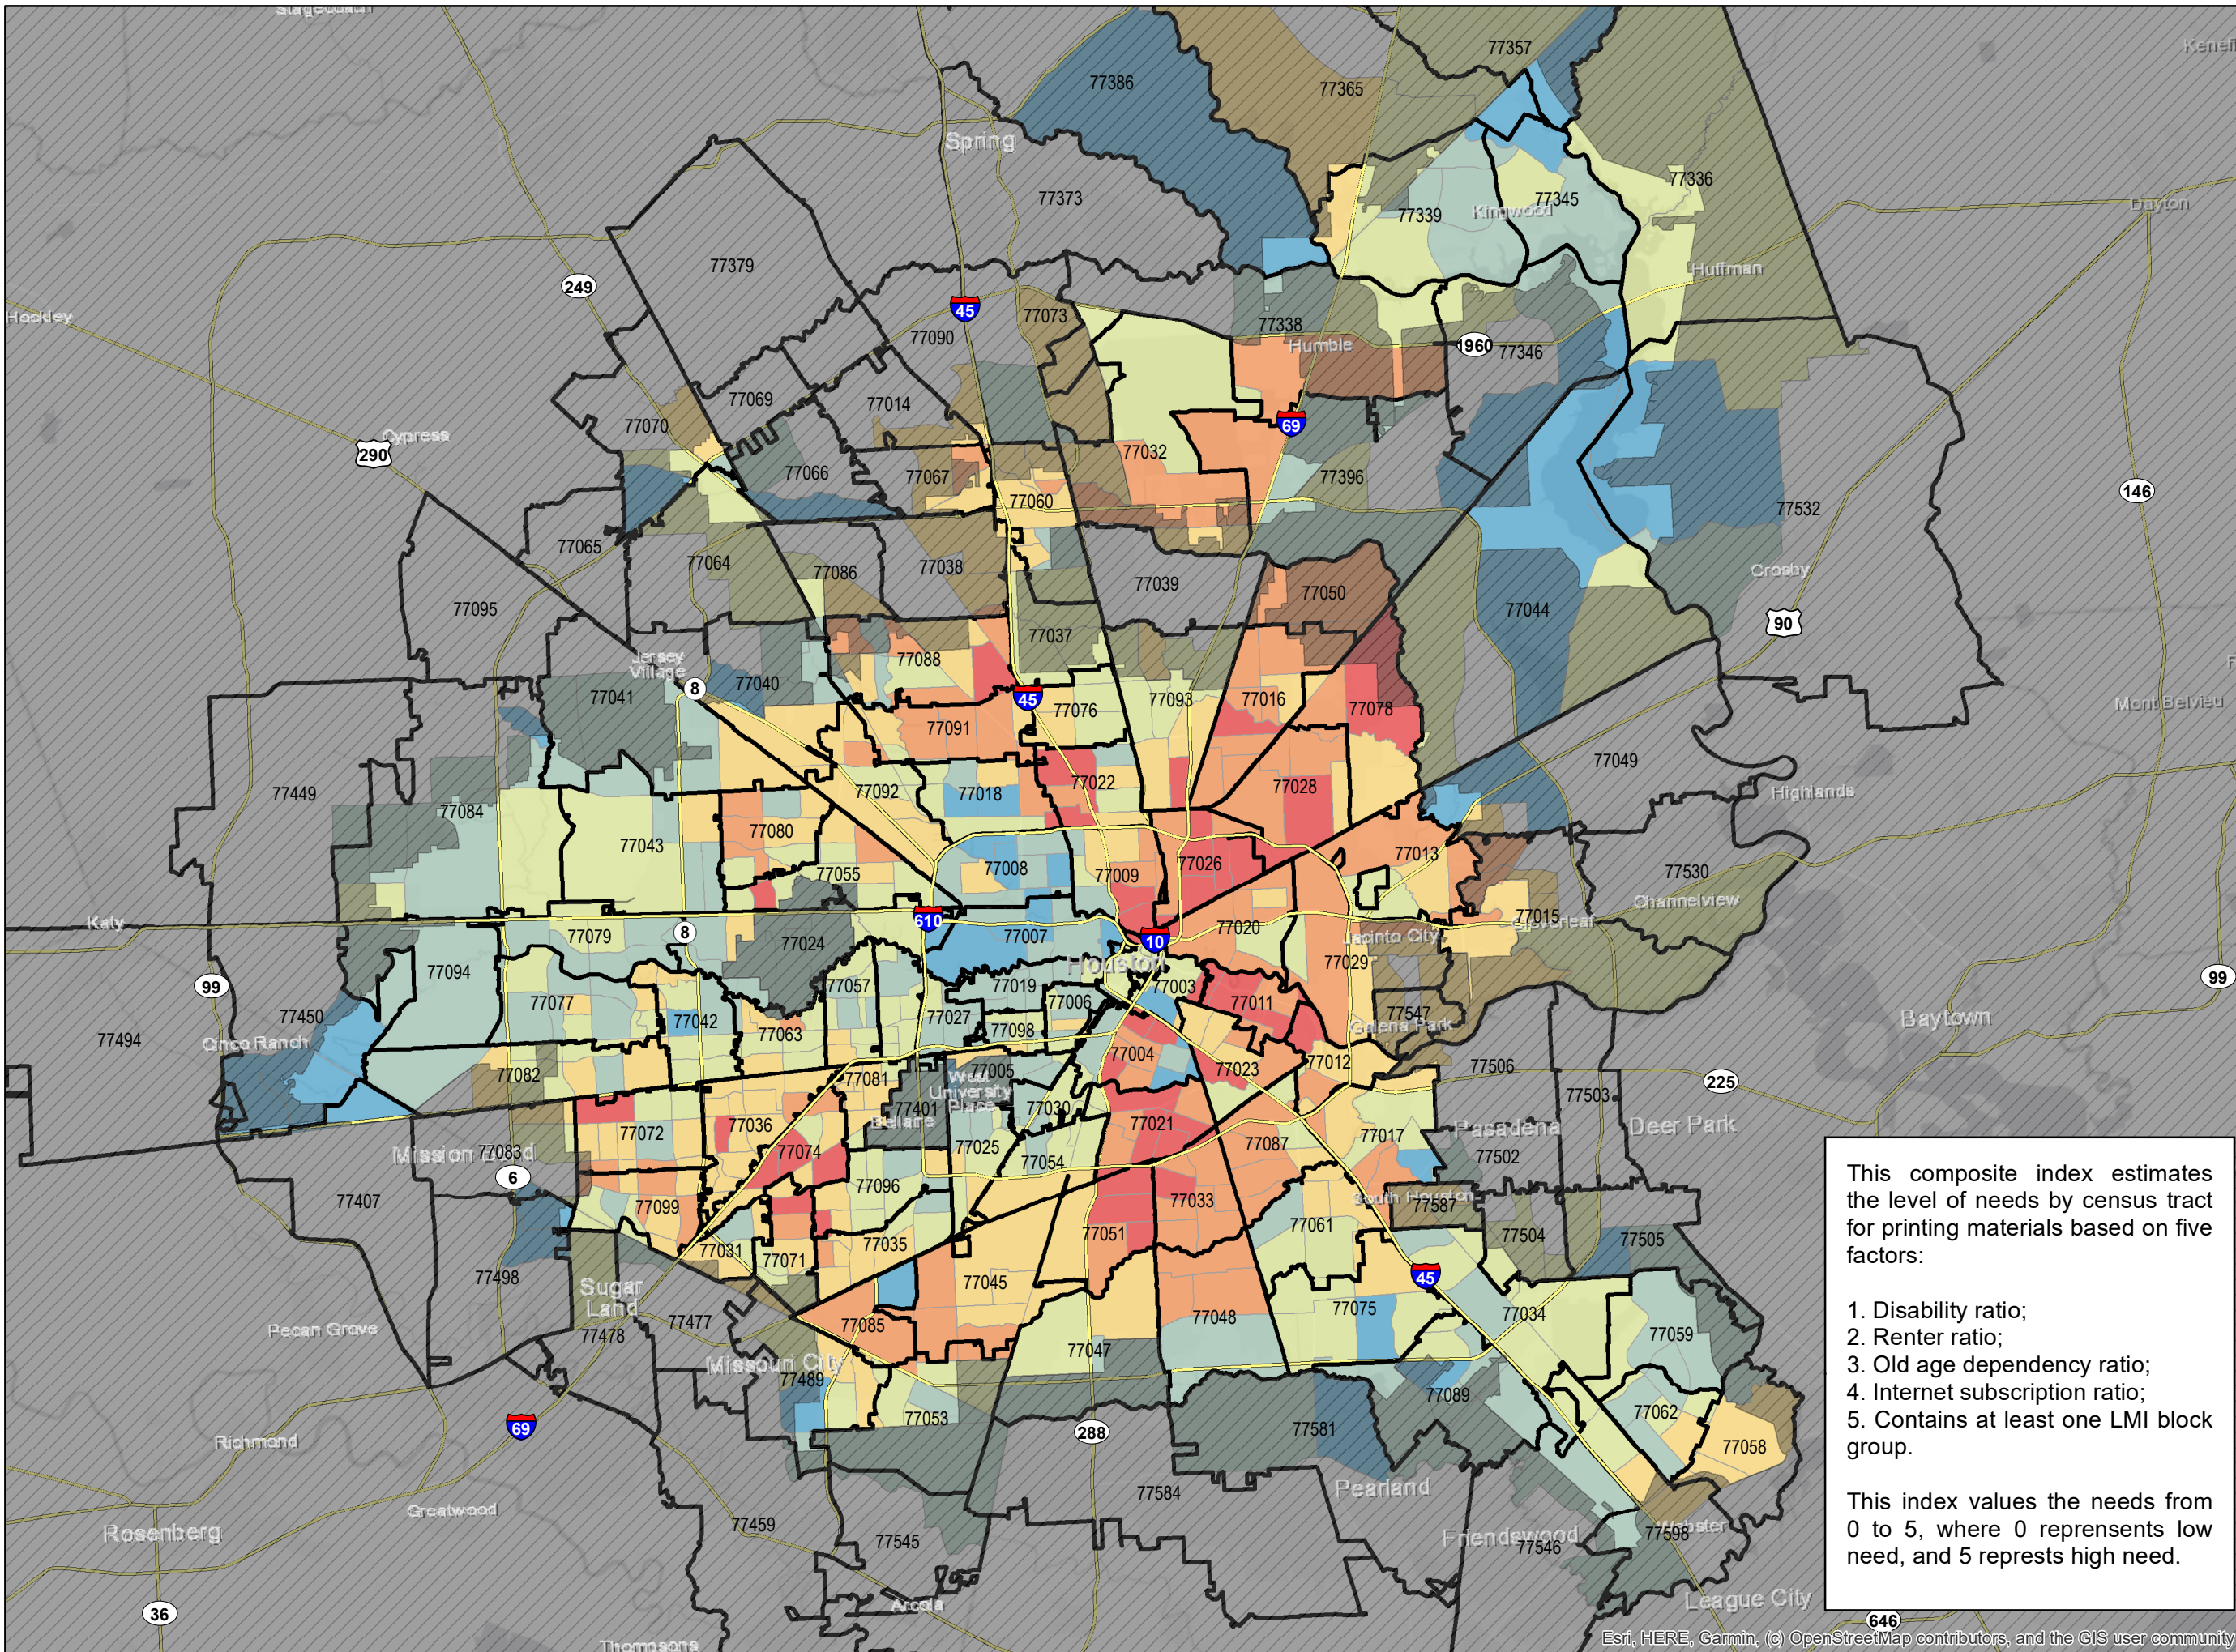 Stagecoach
77357
Kenefi
77386
77365
Spring
77373
77336
77345
77339
Kingwood
Dayton
77379
249
Huffman
Hockley
45
77073
77338
77090
Humble
1960
77346
77069
77014
77070
69
Cypress
290
77032
77066
77067
77396
146
77060
77532
77065
77064
77086
77038
77039
Crosby
77050
77095
77044
90
77037
Jersey
Village
77088
8
77040
77041
45
77076
77093
77016
77078
Mont Belvieu
77091
77049
77449
77022
77028
77092
77018
Highlands
77084
77080
77043
77013
77026
77008
77009
77055
77530
Channelview
610
77015
Cloverleaf
Katy
77079
8
77024
77007
10
77020
Jacinto City
Houston
77029
77094
99
99
77057
77019
77003
77077
77006
77011
77450
77042
77027
77547
77494
Cinco Ranch
77098
77063
Galena Park
Baytown
77004
77012
77506
77082
77081
77005
77023
West
University
Place
225
77503
77401
77030
Bellaire
77072
77036
77021
77017
Pasadena
Deer Park
77025
77087
77083
Mission Bend
77074
77054
77502
6
77096
77407
77033
South Houston
77587
77099
77061
77051
77504
77505
77031
77071
77035
77498
45
77045
Sugar
Land
77075
77034
77048
77085
77477
Pecan Grove
77478
77059
77047
Missouri City
77489
77089
77053
77062
69
288
77581
77058
Richmond
Pearland
77584
Greatwood
77459
Rosenberg
Webster
77598
Friendswood
77546
77545
League City
36
Arcola
646
Thompsons
This composite index estimates
the level of needs by census tract
for printing materials based on five
factors:
1. Disability ratio;
2. Renter ratio;
3. Old age dependency ratio;
4. Internet subscription ratio;
5. Contains at least one LMI block
group.
This index values the needs from
0 to 5, where 0 reprensents low
need, and 5 represts high need.
Esri, HERE, Garmin, (c) OpenStreetMap contributors, and the GIS user community